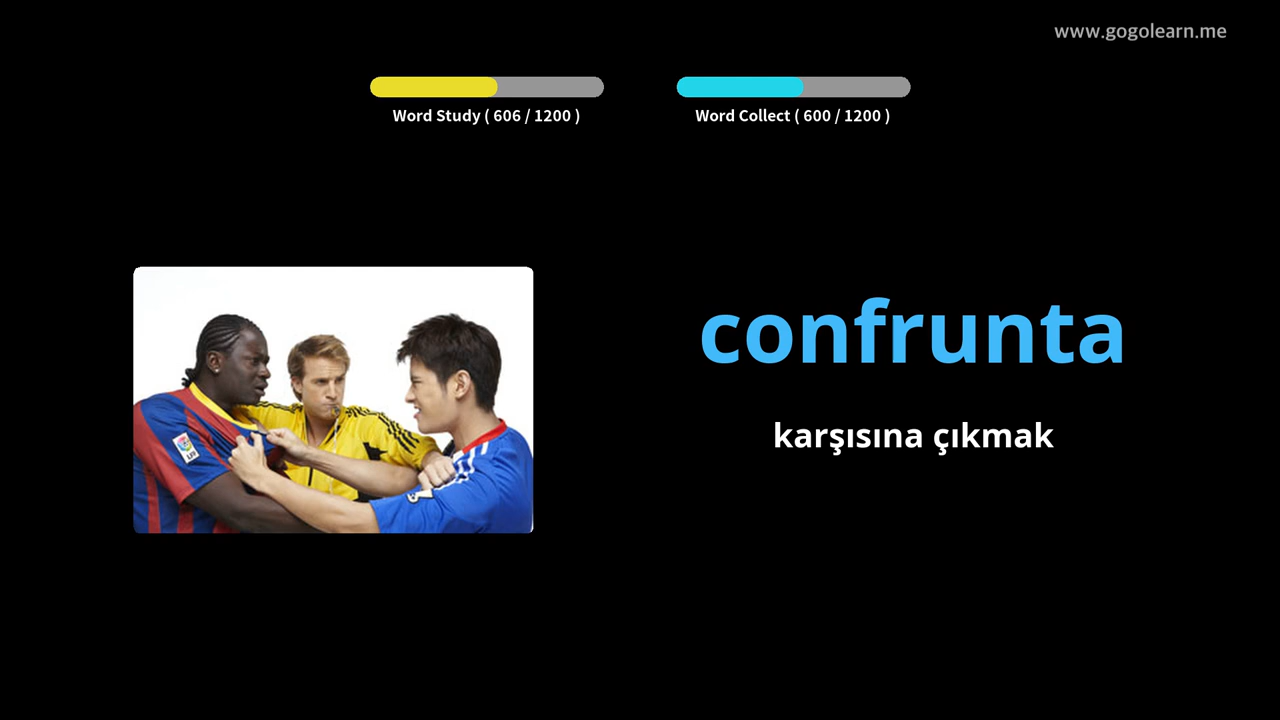 www.gogolearn.me
Word Study ( 606 / 1200 )
Word Collect ( 600 / 1200 )
confrunta
karşısına çıkmak